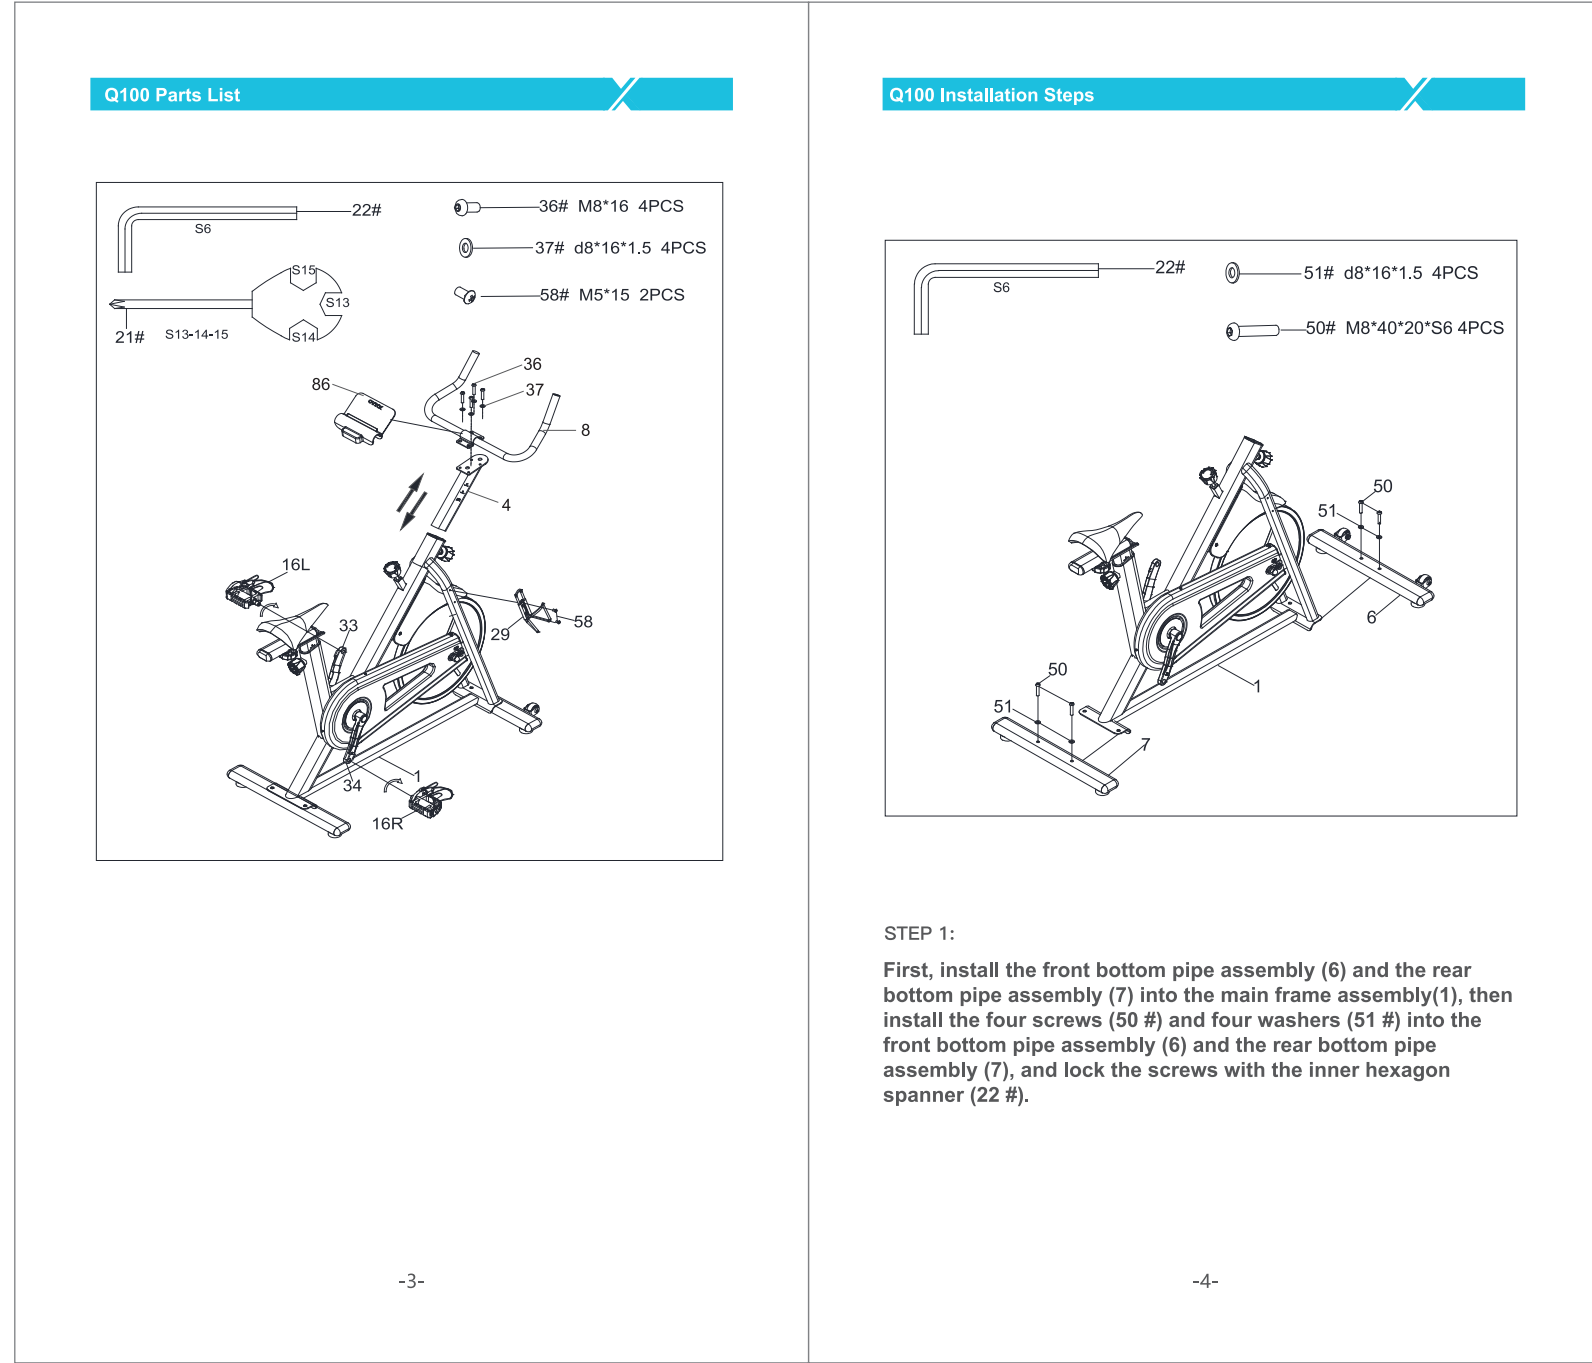 Q100 Parts List
22#
S6
36# M8*16 4PCS
37# d8*16*1.5 4PCS
58# M5*15 2PCS
S15
S13
S14
21#
S13-14-15
86
36
37
8
4
16L
33
29
58
1
34
16R
-3-
Q100 Installation Steps
22#
S6
51# d8*16*1.5 4PCS
50# M8*40*20*S6 4PCS
50
51
6
50
1
51
7
STEP 1:
First, install the front bottom pipe assembly (6) and the rear
bottom pipe assembly (7) into the main frame assembly(1), then
install the four screws (50 #) and four washers (51 #) into the
front bottom pipe assembly (6) and the rear bottom pipe
assembly (7), and lock the screws with the inner hexagon
spanner (22 #).
-4-